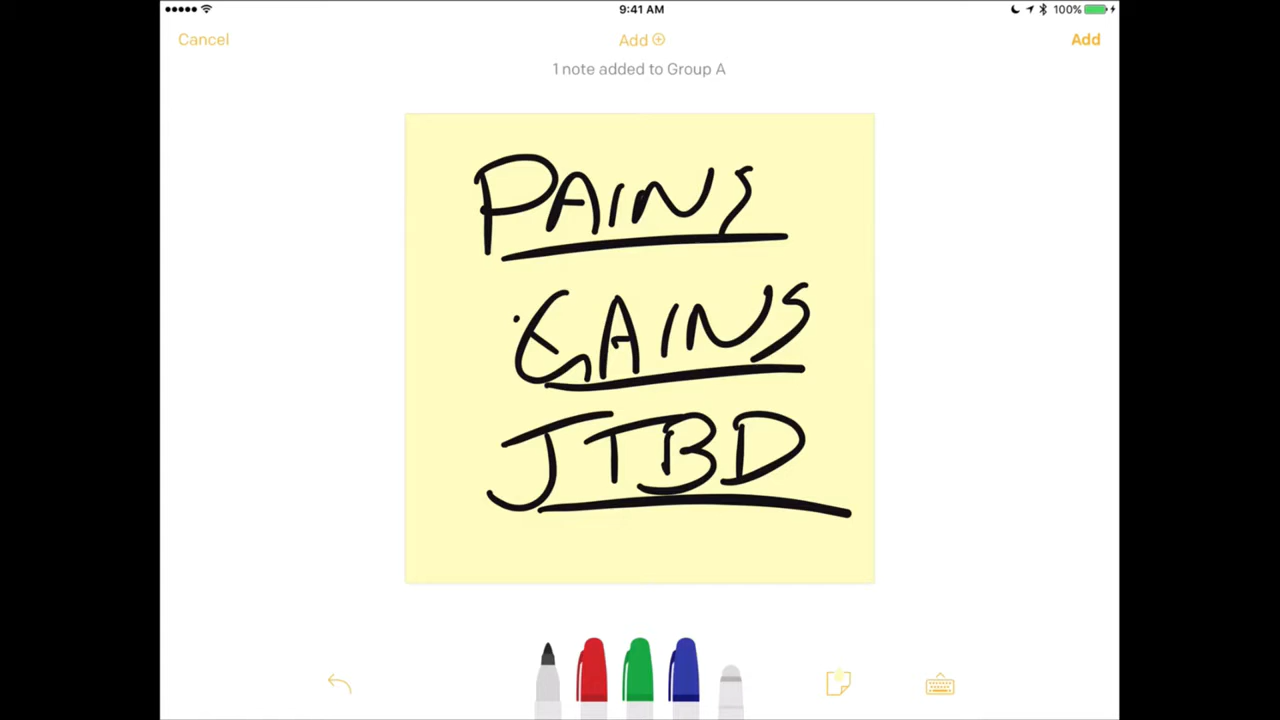 9:41 AM
100%
Cancel
Add
Add
1 note added to Group A
PAINS
GAINS
JTBD